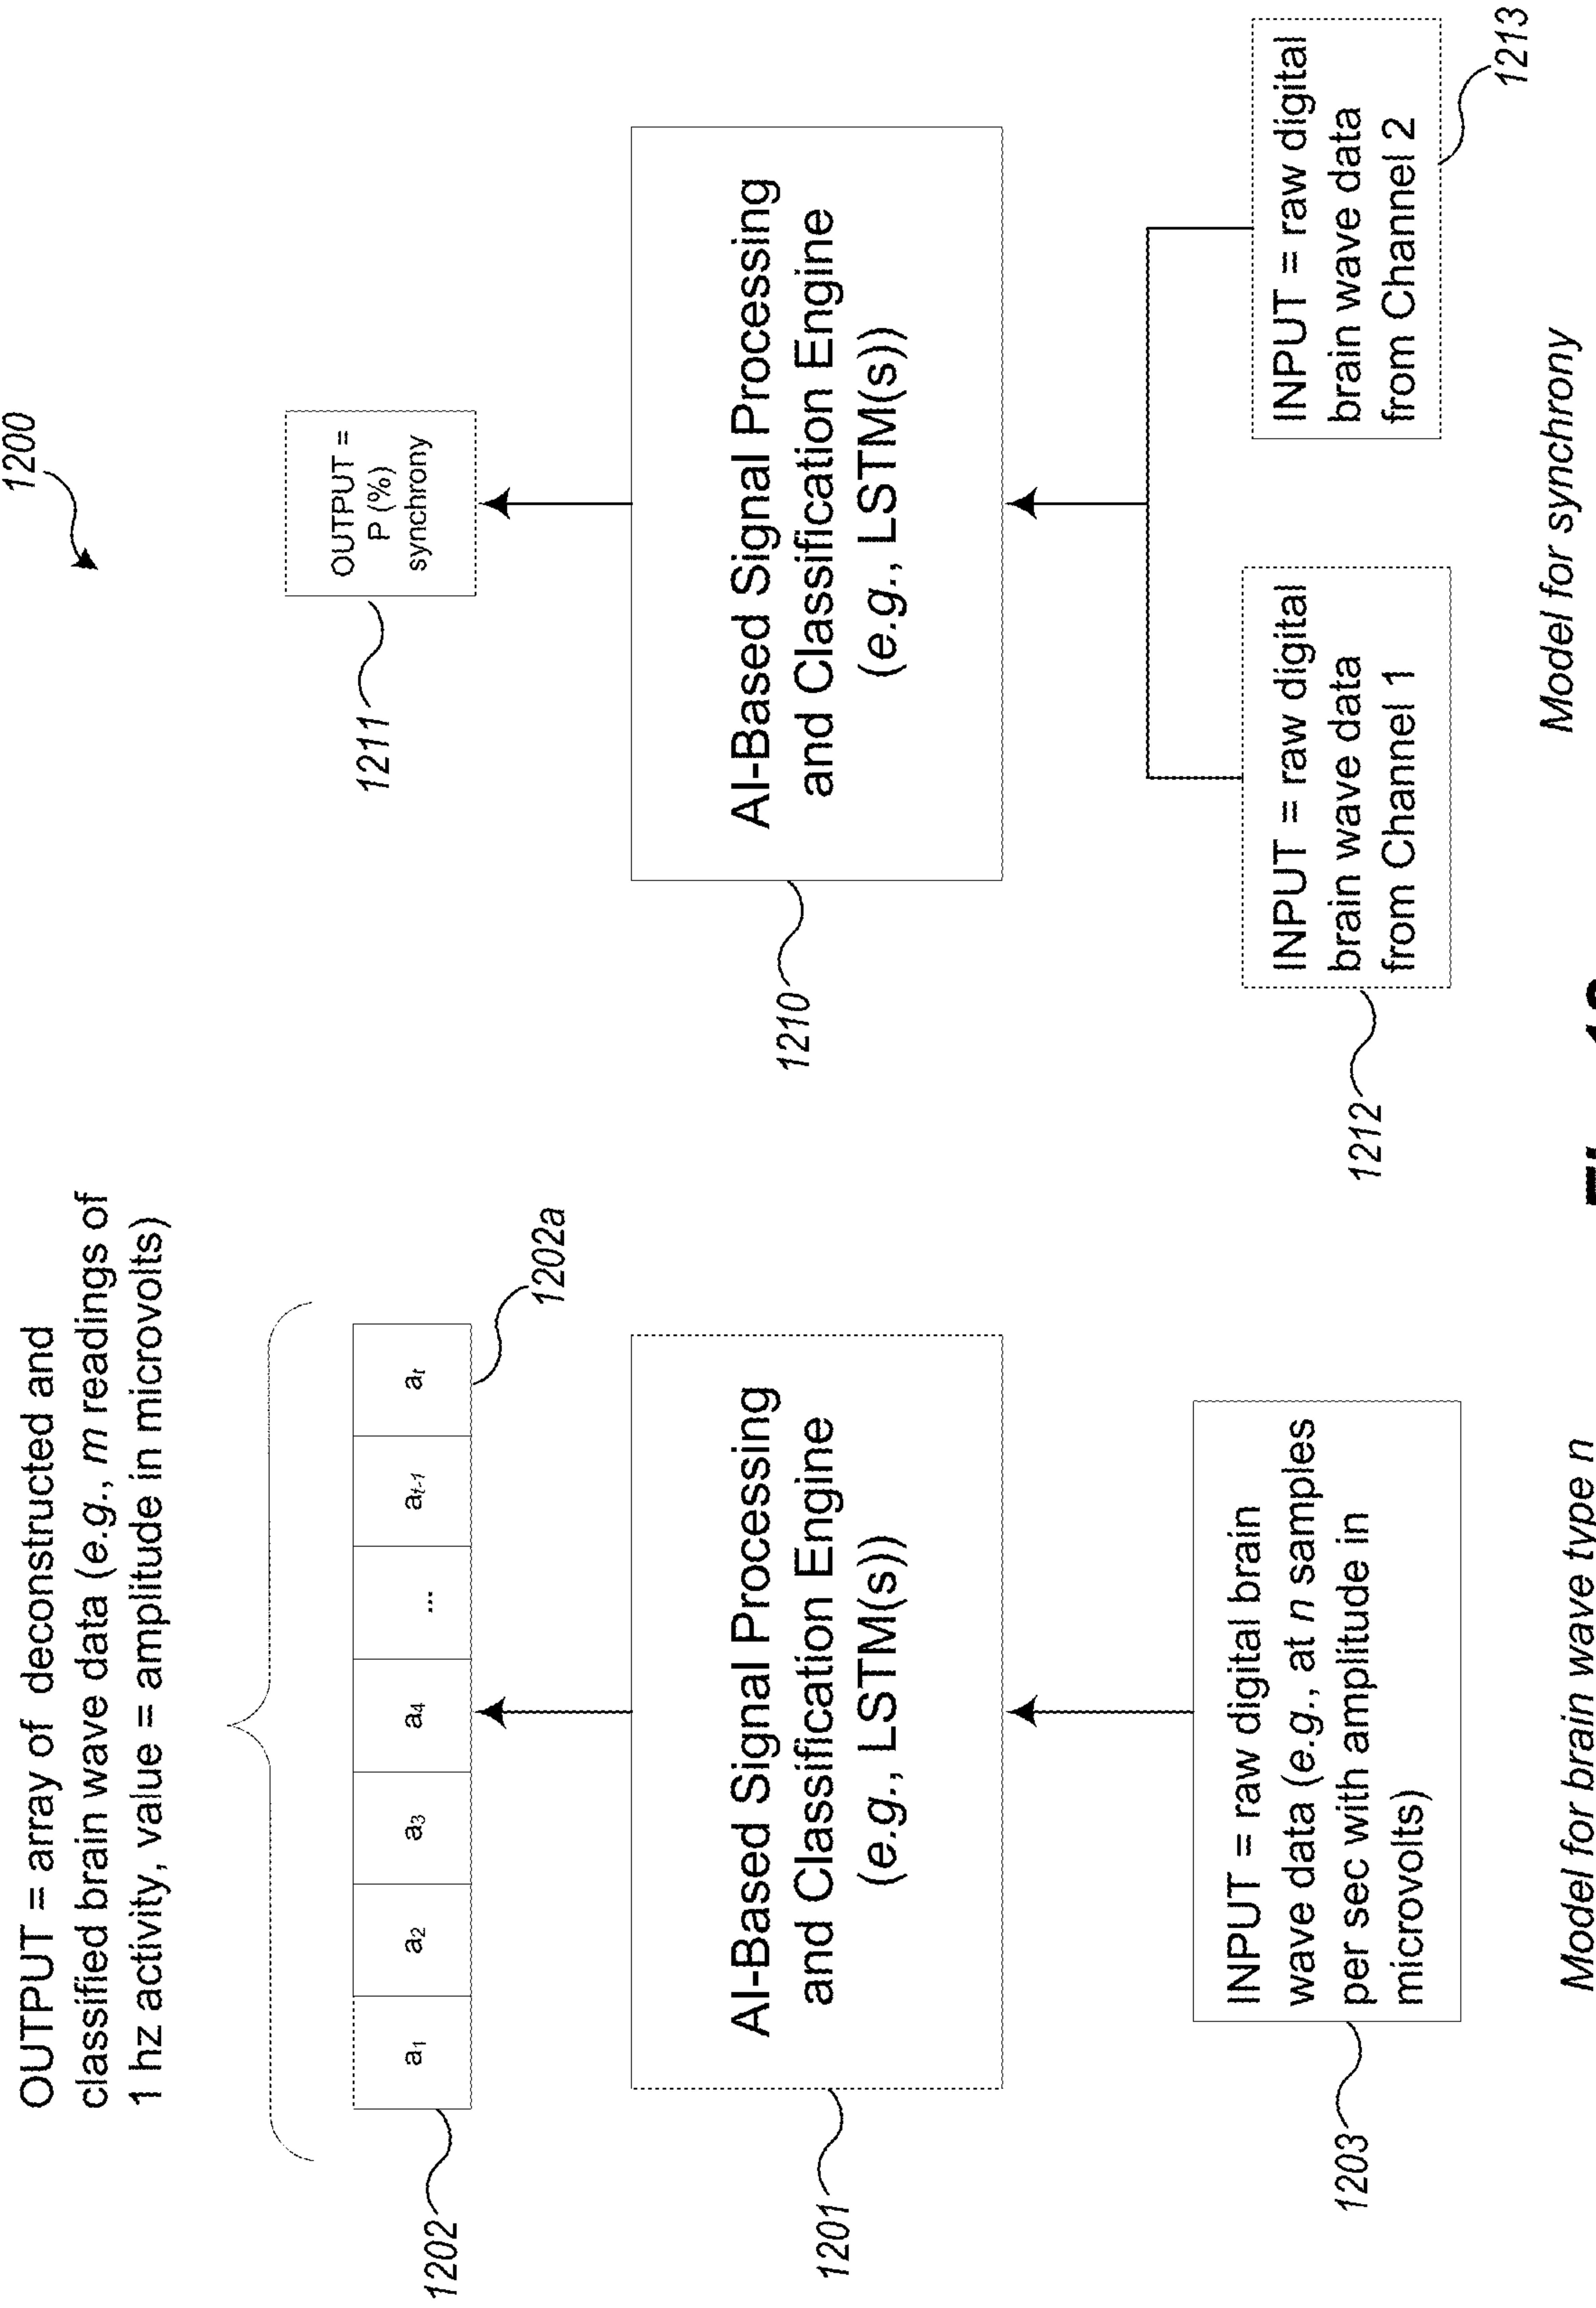 1200
OUTPUT = array of deconstructed and
classified brain wave data (e.g., m readings of
1 hz activity, value = amplitude in microvolts)
1202
a1
a2
a3
a4
...
at-1
at
1202a
1201
AI-Based Signal Processing
and Classification Engine
(e.g., LSTM(s))
1203
INPUT = raw digital brain
wave data (e.g., at n samples
per sec with amplitude in
microvolts)
Model for brain wave type n
OUTPUT =
P (%)
synchrony
1211
AI-Based Signal Processing
and Classification Engine
(e.g., LSTM(s))
1210
INPUT = raw digital
brain wave data
from Channel 1
1212
INPUT = raw digital
brain wave data
from Channel 2
1213
Model for synchrony